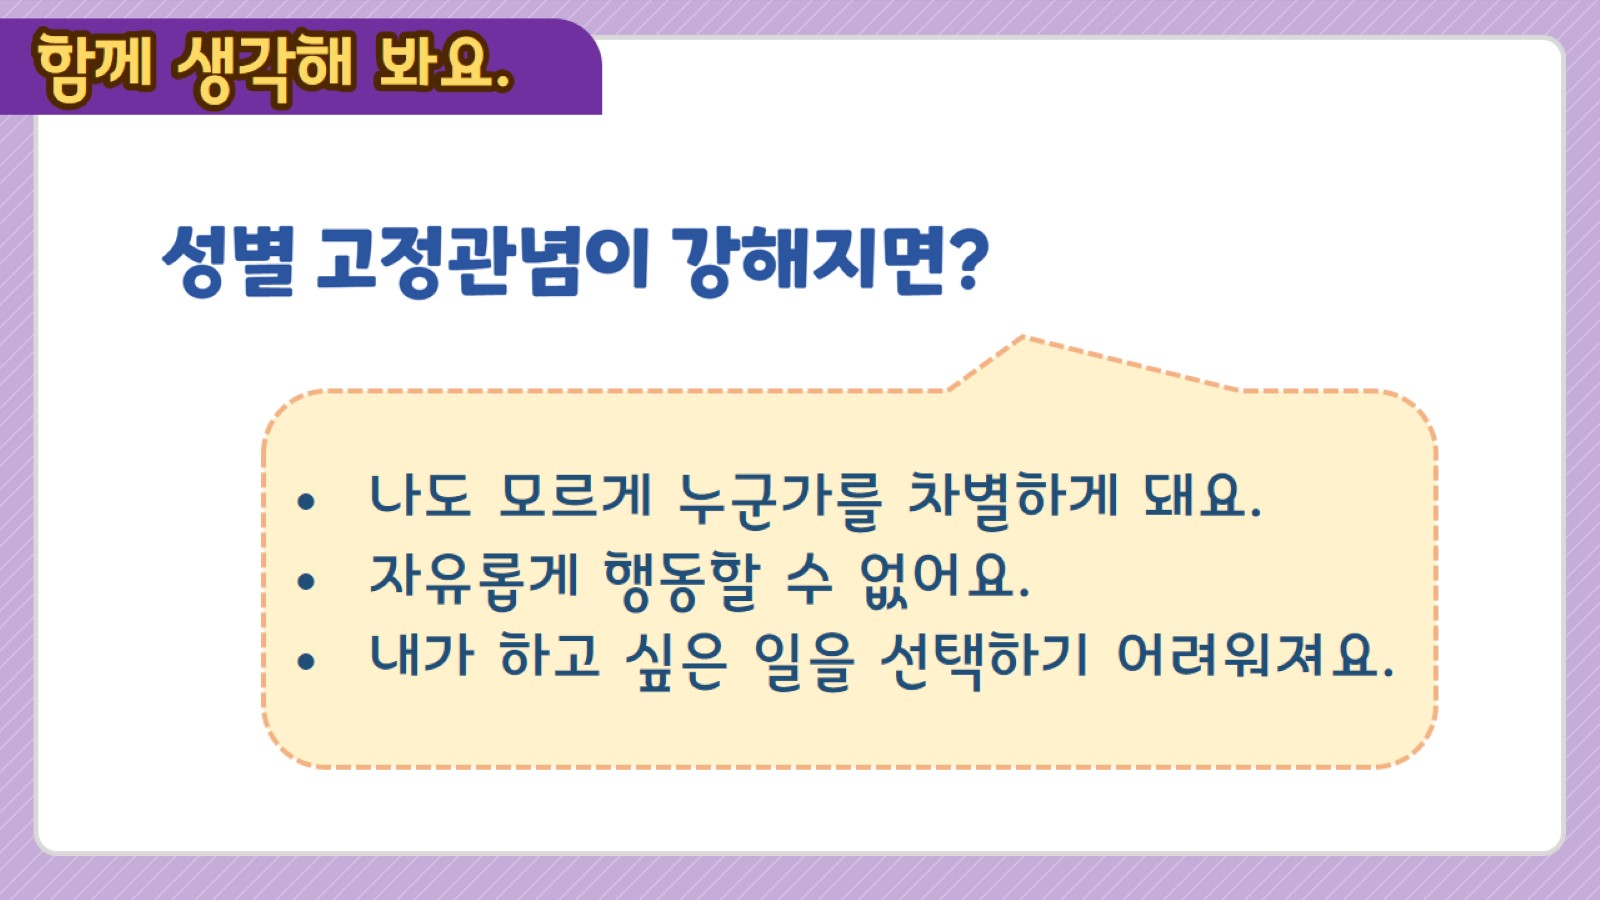 함께 생각해 봐요.
성별 고정관념이 강해지면?
• 나도 모르게 누군가를 차별하게 돼요.
• 자유롭게 행동할 수 없어요.
• 내가 하고 싶은 일을 선택하기 어려워져요.